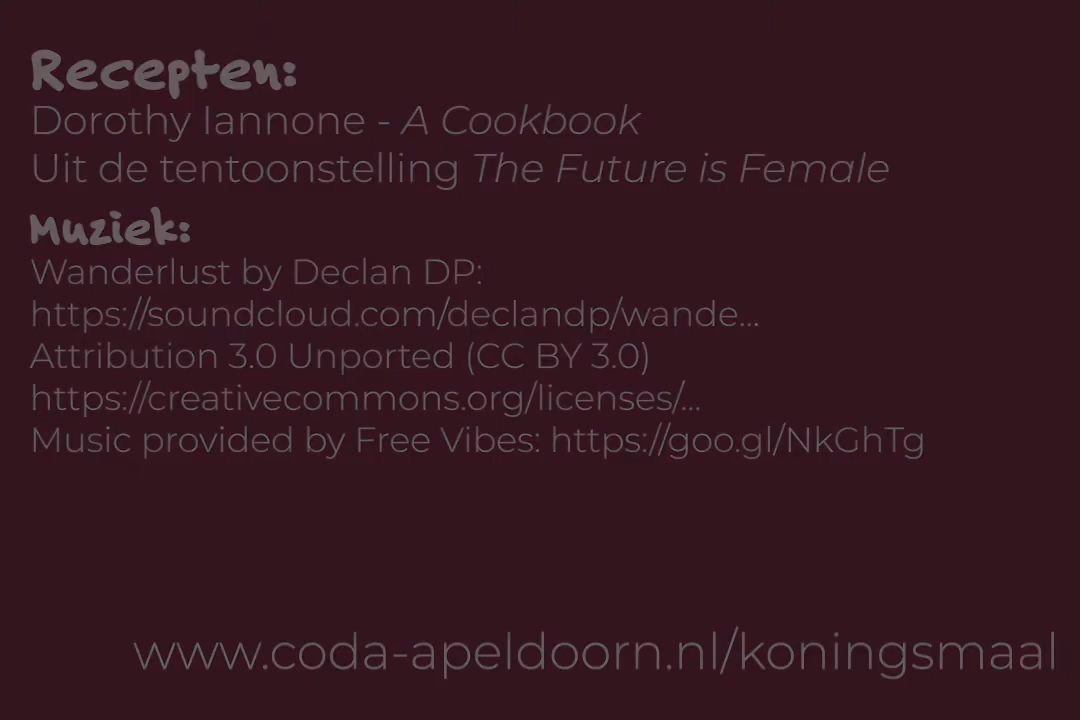 Recepten:
Dorothy Iannone - A Cookbook
Uit de tentoonstelling The Future is Female
Muziek:
Wanderlust by Declan DP:
https://soundcloud.com/declandp/wande...
Attribution 3.0 Unported (CC BY 3.0)
https://creativecommons.org/licenses/...
Music provided by Free Vibes: https://goo.gl/NkGhTg
www.coda-apeldoorn.nl/koningsmaal